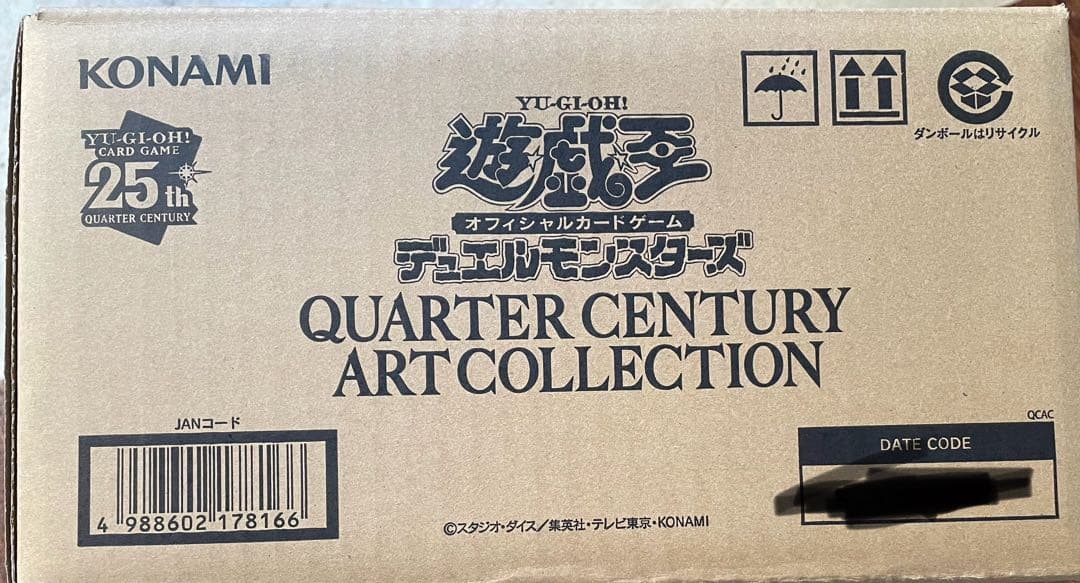 KONAMI
YU-GI-OH!
CARD GAME
25th
QUARTER CENTURY
YU-GI-OH!
遊☆戯☆王
オフィシャルカードゲーム
デュエルモンスターズ
QUARTER CENTURY
ART COLLECTION
ダンボールはリサイクル
JANコード
4 988602 178166
©スタジオ・ダイス/集英社・テレビ東京・KONAMI
QCAC
DATE CODE